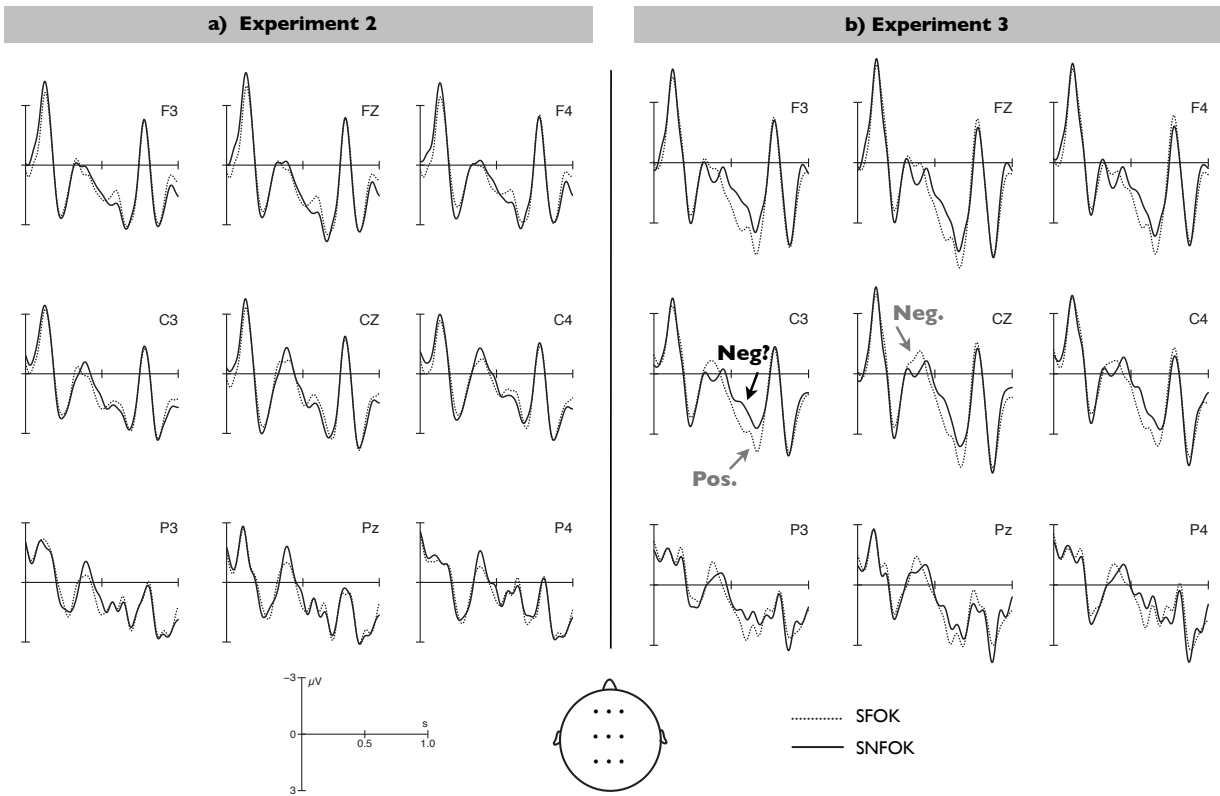 a) Experiment 2
b) Experiment 3
F3
FZ
F4
F3
FZ
F4
C3
CZ
C4
C3
Neg?
Pos.
Neg.
CZ
C4
P3
Pz
P4
P3
Pz
P4
−3
µV
s
0
0.5
1.0
3
SFOK
SNFOK